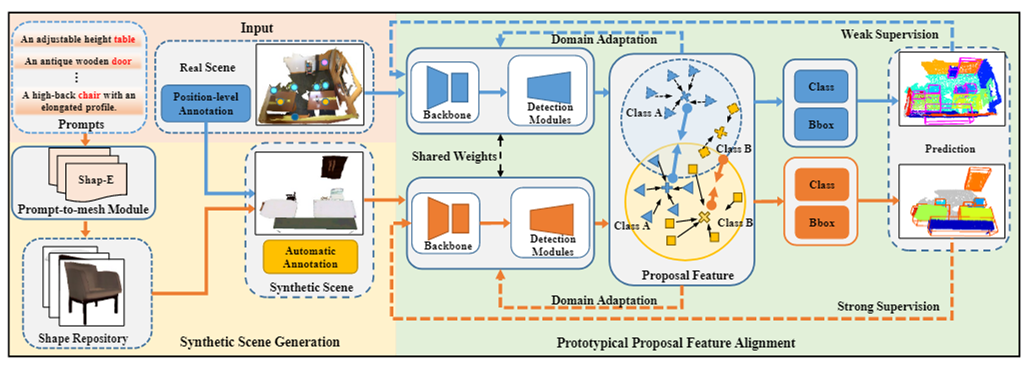 An adjustable height table
An antique wooden door
A high-back chair with an
elongated profile.
Prompts
Shap-E
Prompt-to-mesh Module
Shape Repository
Input
Real Scene
Position-level
Annotation
Automatic
Annotation
Synthetic Scene
Synthetic Scene Generation
Domain Adaptation
Backbone
Detection
Modules
Shared Weights
Backbone
Detection
Modules
Domain Adaptation
Class A
Class B
Class A
Class B
Proposal Feature
Class
Bbox
Class
Bbox
Weak Supervision
Prediction
Strong Supervision
Prototypical Proposal Feature Alignment